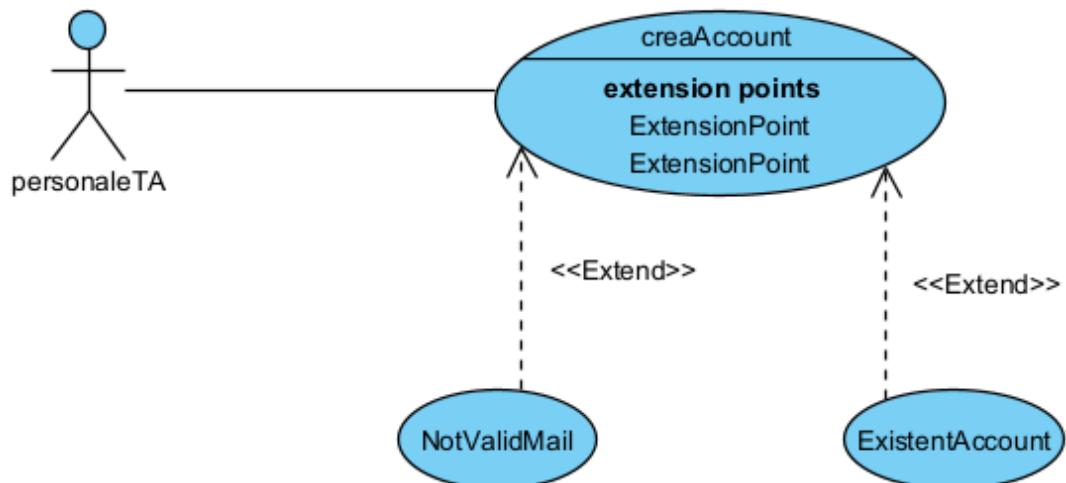 creaAccount
extension points
ExtensionPoint
ExtensionPoint
personaleTA
<<Extend>>
<<Extend>>
NotValidMail
ExistentAccount